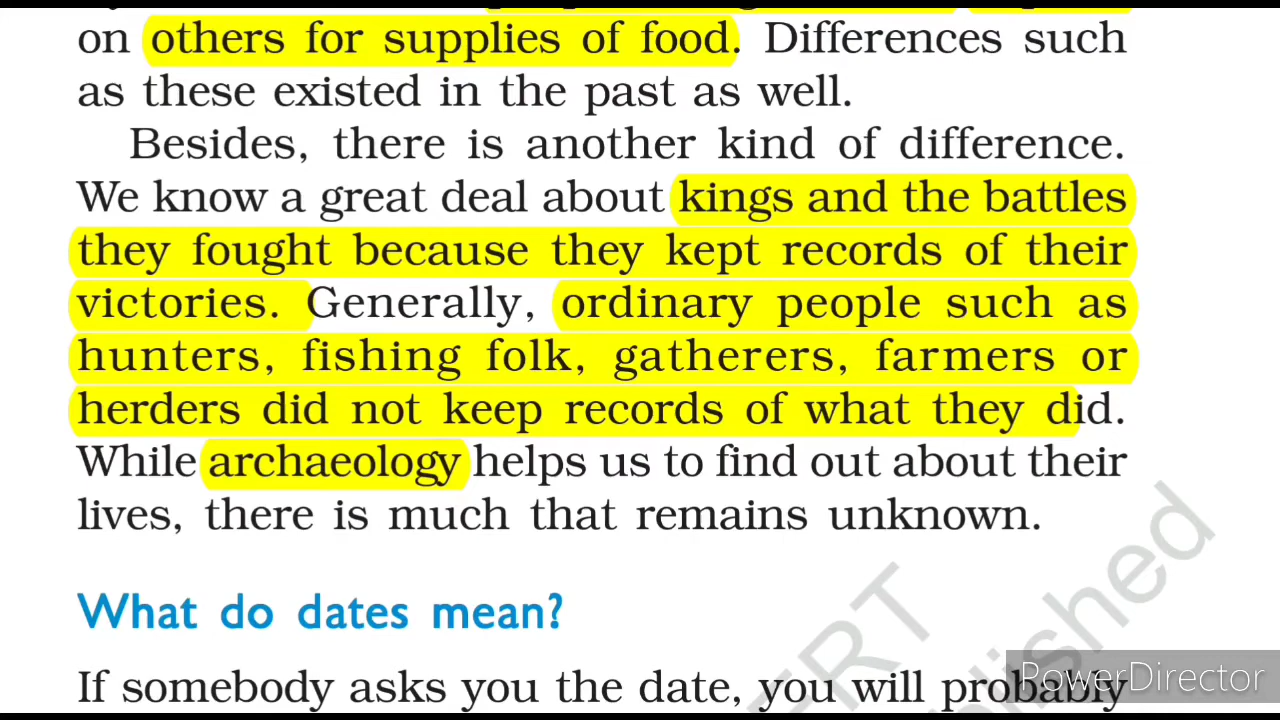 on others for supplies of food. Differences such
as these existed in the past as well.
Besides, there is another kind of difference.
We know a great deal about kings and the battles
they fought because they kept records of their
victories. Generally, ordinary people such as
hunters, fishing folk, gatherers, farmers or
herders did not keep records of what they did.
While archaeology helps us to find out about their
lives, there is much that remains unknown.
What do dates mean?
If somebody asks you the date, you will probably
PowerDirector